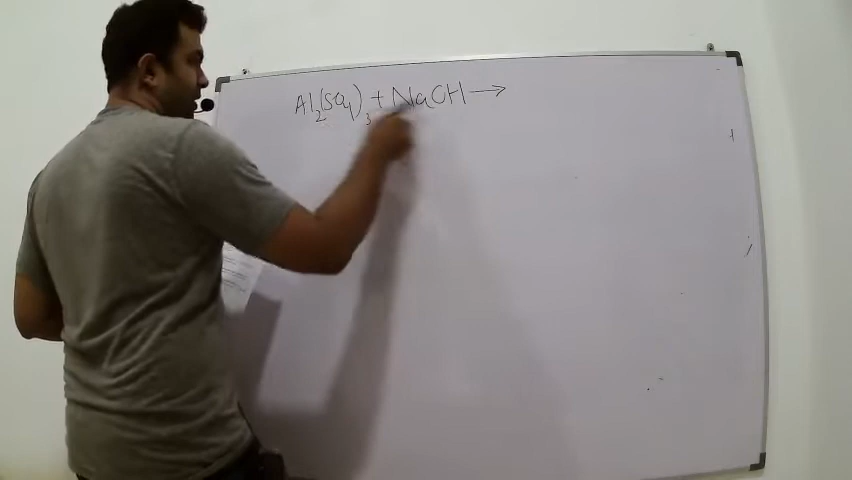 Al₂(SO₄)₃ + NaOH →